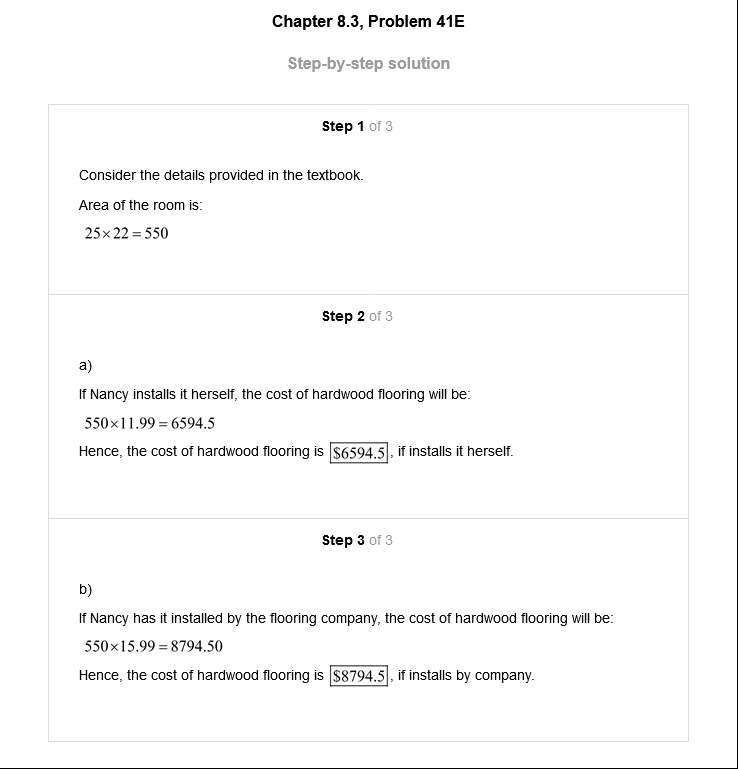 Chapter 8.3, Problem 41E
Step-by-step solution
Step 1 of 3
Consider the details provided in the textbook.
Area of the room is:
25×22=550
Step 2 of 3
a)
If Nancy installs it herself, the cost of hardwood flooring will be:
550×11.99=6594.5
Hence, the cost of hardwood flooring is $6594.5, if installs it herself.
Step 3 of 3
b)
If Nancy has it installed by the flooring company, the cost of hardwood flooring will be:
550×15.99=8794.50
Hence, the cost of hardwood flooring is $8794.5, if installs by company.